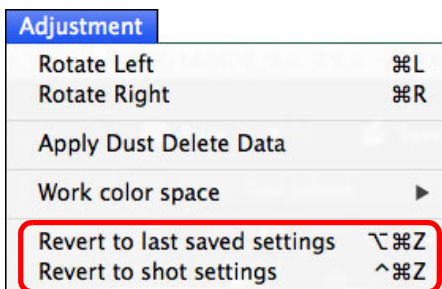 Adjustment
Rotate Left ⌘L
Rotate Right ⌘R
Apply Dust Delete Data
Work color space ▶
Revert to last saved settings ⌥⌘Z
Revert to shot settings ^⌘Z